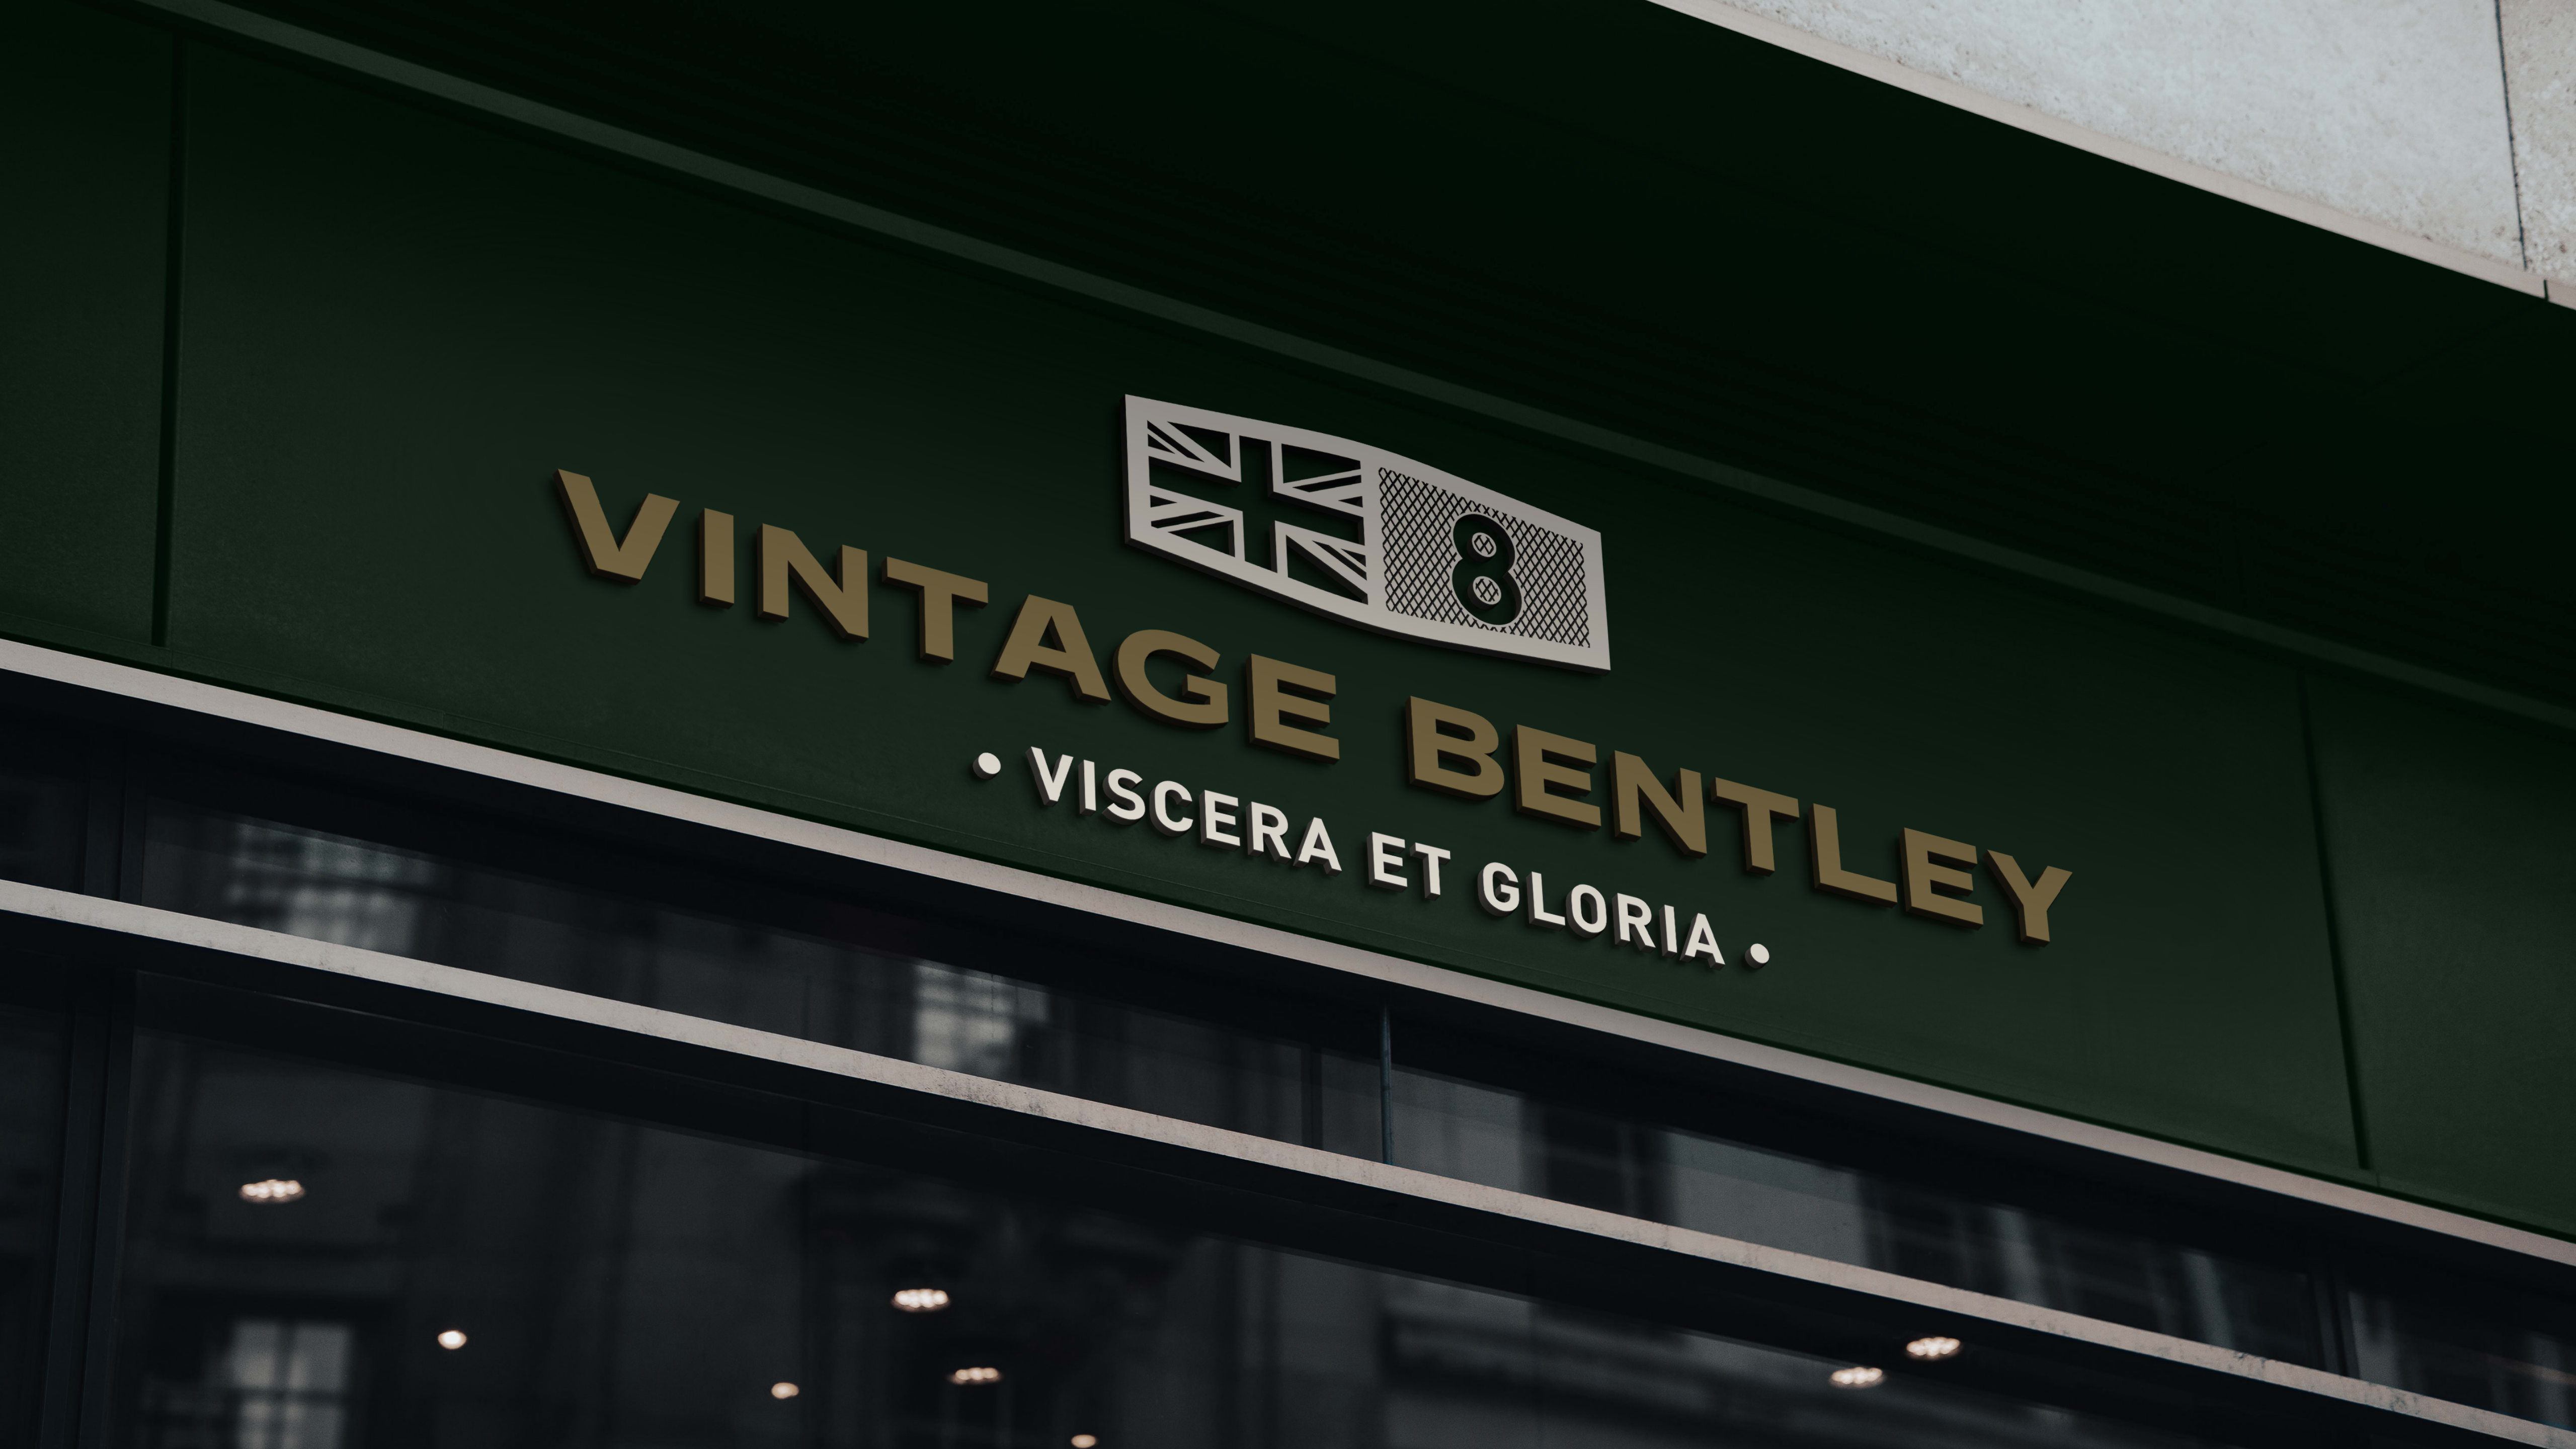 8
VINTAGE BENTLEY
• VISCERA ET GLORIA •